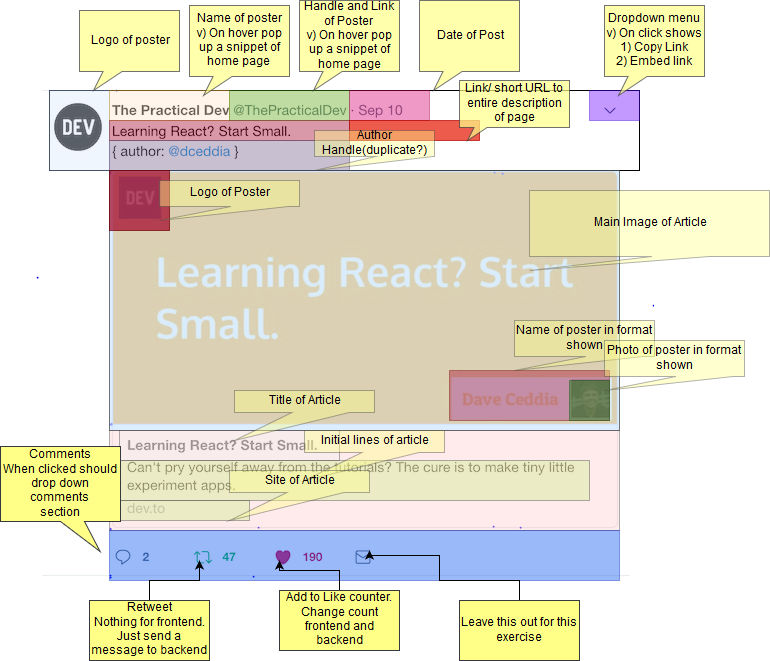 Logo of poster
Name of poster
v) On hover pop
up a snippet of
home page
Handle and Link
of Poster
v) On hover pop
up a snippet of
home page
Date of Post
Dropdown menu
v) On click shows
1) Copy Link
2) Embed link
Link/ short URL to
entire description
of page
DEV
The Practical Dev @ThePracticalDev · Sep 10
Learning React? Start Small.
{ author: @dceddia }
Author
Handle(duplicate?)
DEV
Logo of Poster
Main Image of Article
Learning React? Start
Small.
Name of poster in format
shown
Photo of poster in format
shown
Dave Ceddia
Title of Article
Learning React? Start Small.
Initial lines of article
Can't pry yourself away from the tutorials? The cure is to make tiny little
experiment apps.
Site of Article
dev.to
Comments
When clicked should
drop down
comments
section
2 47 190
Retweet
Nothing for frontend.
Just send a
message to backend
Add to Like counter.
Change count
frontend and
backend
Leave this out for this
exercise